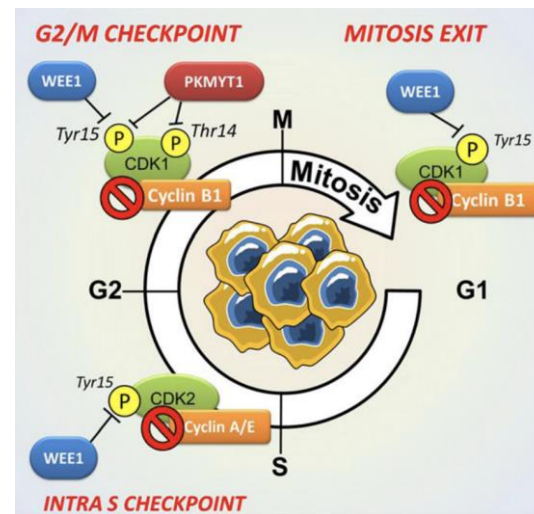 G2/M CHECKPOINT
MITOSIS EXIT
WEE1
PKMYT1
WEE1
Tyr15
P
P
Thr14
M
P
Tyr15
CDK1
Mitosis
CDK1
Cyclin B1
Cyclin B1
G2
G1
Tyr15
P
CDK2
Cyclin A/E
WEE1
S
INTRA S CHECKPOINT